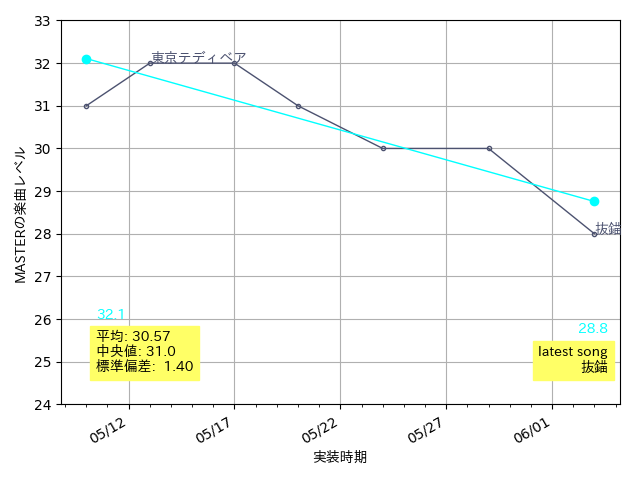 33
32
31
30
29
28
27
26
25
24
MASTERの楽曲レベル
東京テディベア
抜錨
32.1
平均: 30.57
中央値: 31.0
標準偏差: 1.40
28.8
latest song
抜錨
05/12
05/17
05/22
05/27
06/01
実装時期